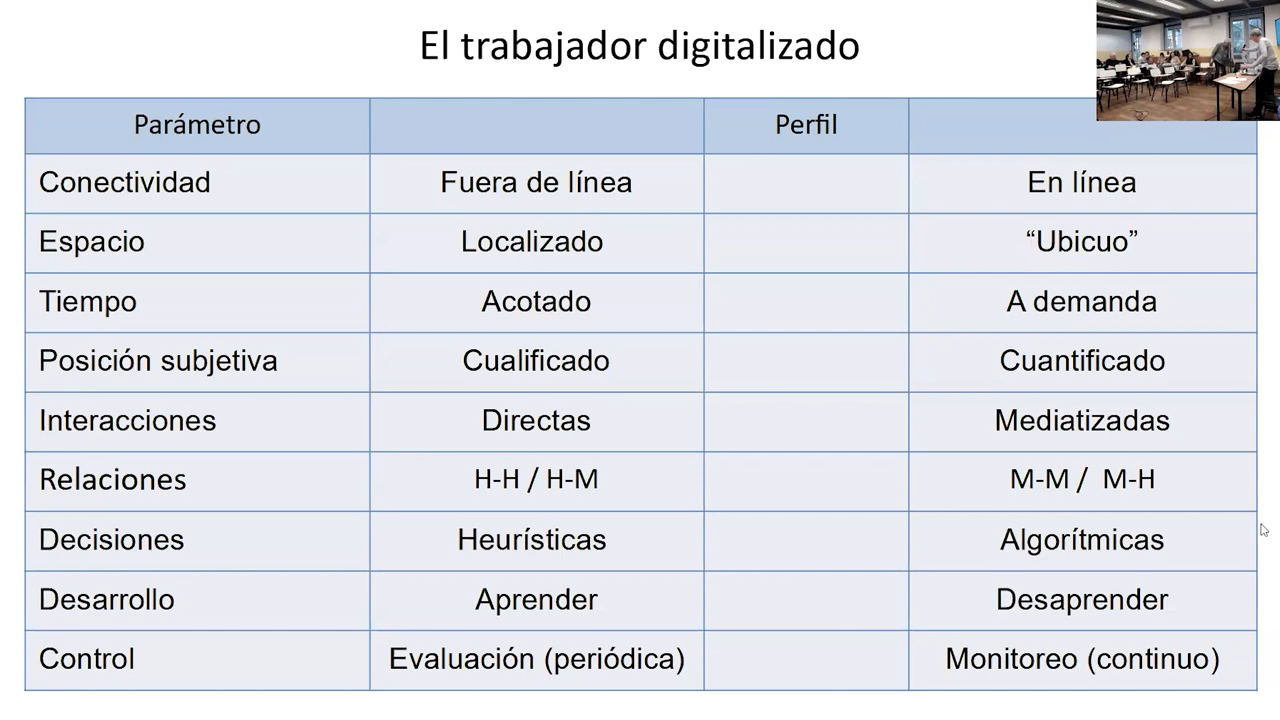 El trabajador digitalizado
Parámetro Perfil
Conectividad Fuera de línea En línea
Espacio Localizado “Ubicuo”
Tiempo Acotado A demanda
Posición subjetiva Cualificado Cuantificado
Interacciones Directas Mediatizadas
Relaciones H-H / H-M M-M / M-H
Decisiones Heurísticas Algorítmicas
Desarrollo Aprender Desaprender
Control Evaluación (periódica) Monitoreo (continuo)